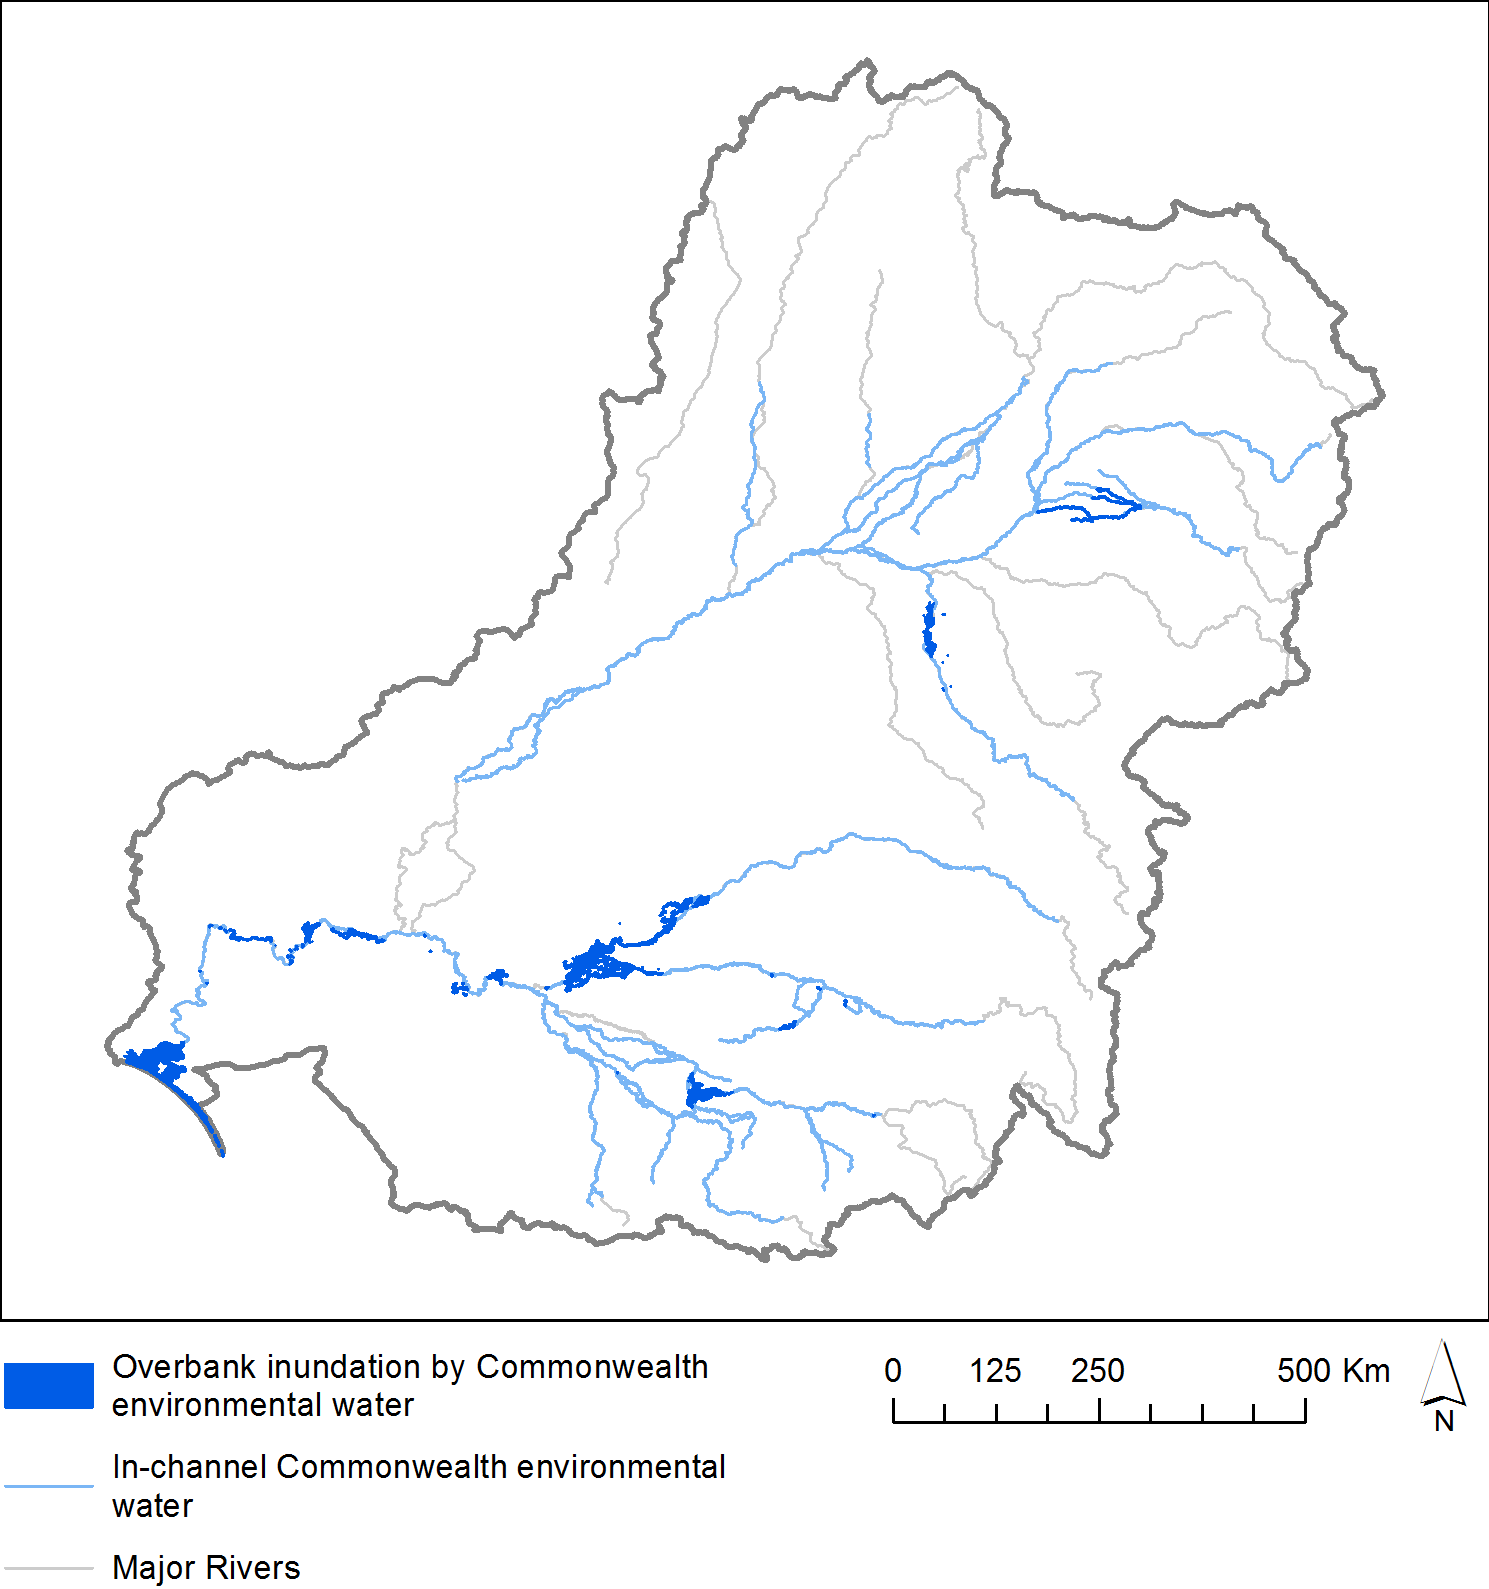 Overbank inundation by Commonwealth
environmental water
In-channel Commonwealth environmental
water
Major Rivers
0 125 250 500 Km
N